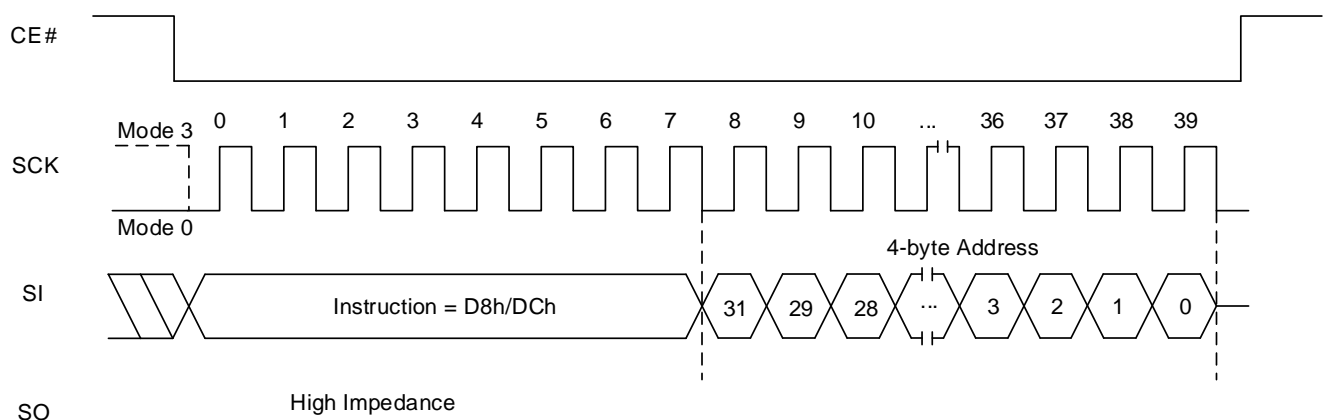 CE#
0 1 2 3 4 5 6 7 8 9 10 ... 36 37 38 39
Mode 3
SCK
Mode 0
4-byte Address
SI
Instruction = D8h/DCh 31 29 28 ... 3 2 1 0
High Impedance
SO